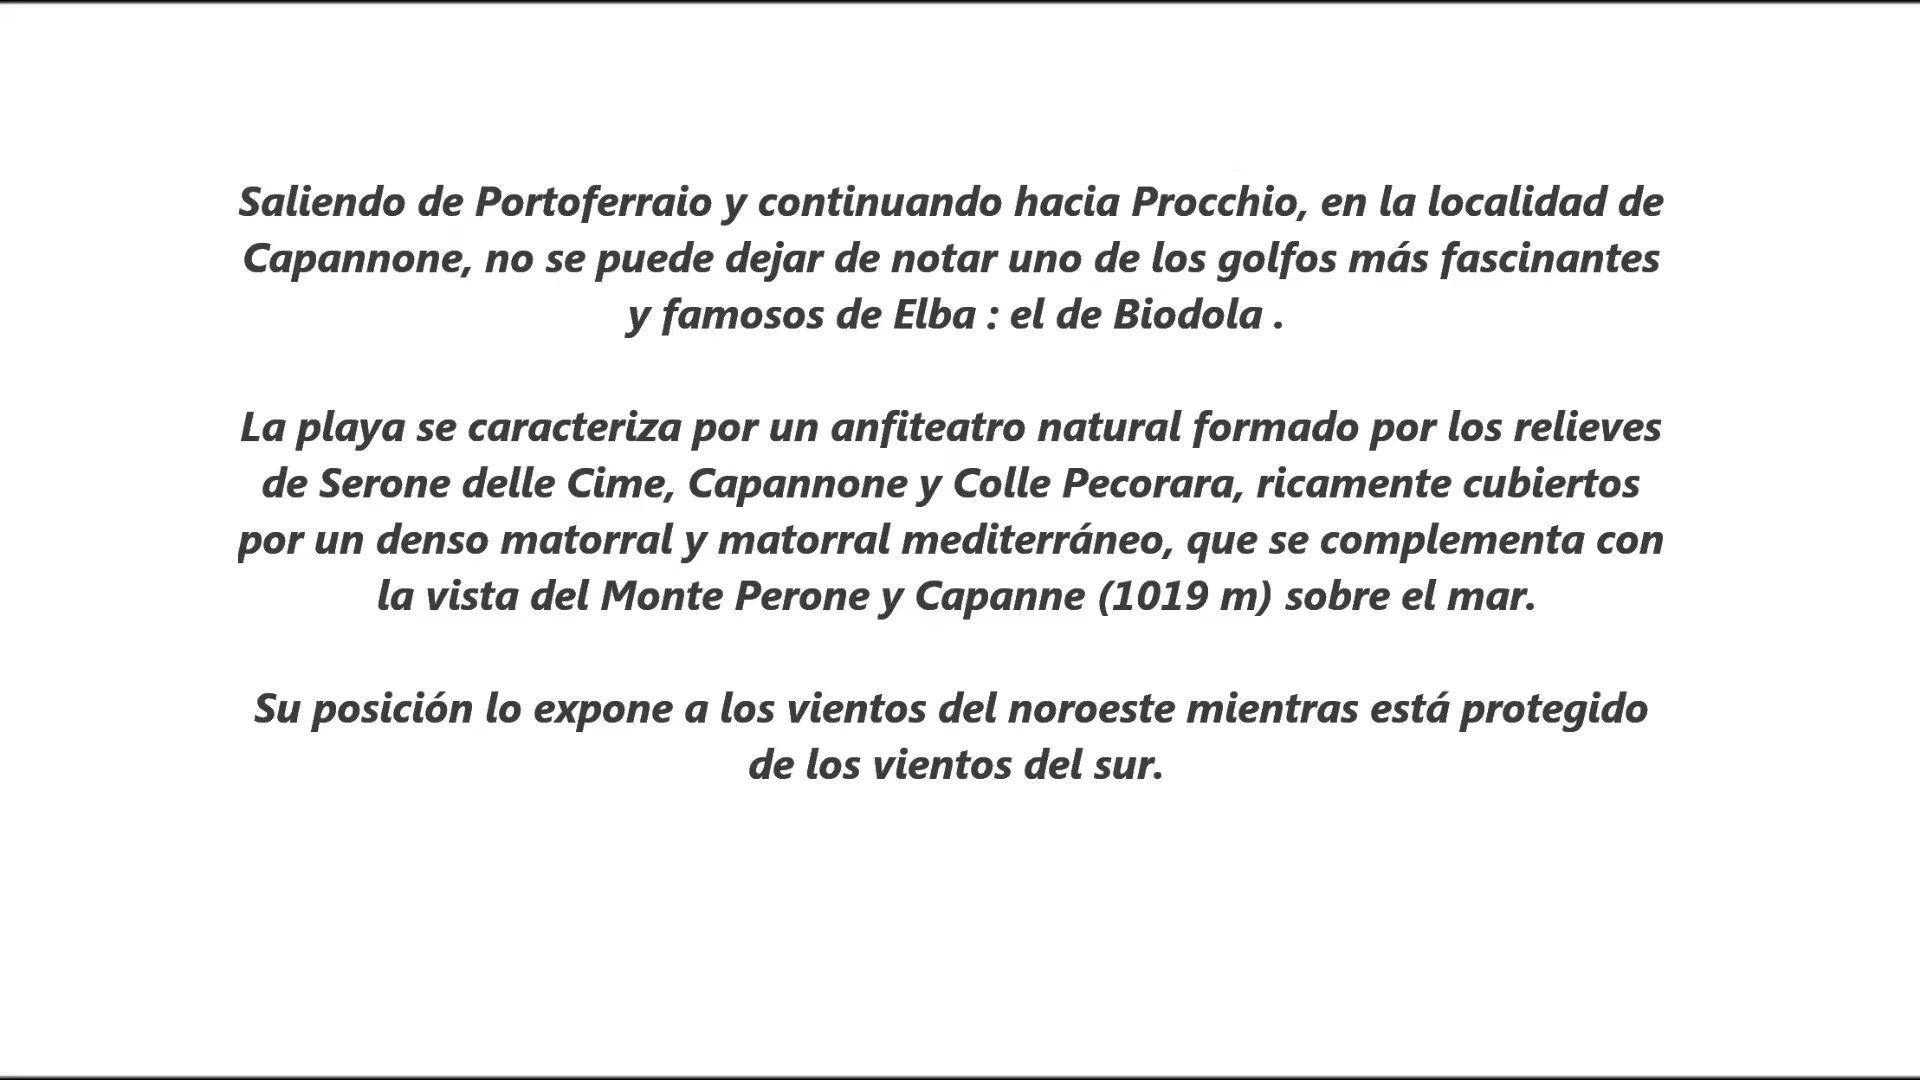 Saliendo de Portoferraio y continuando hacia Procchio, en la localidad de
Capannone, no se puede dejar de notar uno de los golfos más fascinantes
y famosos de Elba : el de Biodola .
La playa se caracteriza por un anfiteatro natural formado por los relieves
de Serone delle Cime, Capannone y Colle Pecorara, ricamente cubiertos
por un denso matorral y matorral mediterráneo, que se complementa con
la vista del Monte Perone y Capanne (1019 m) sobre el mar.
Su posición lo expone a los vientos del noroeste mientras está protegido
de los vientos del sur.